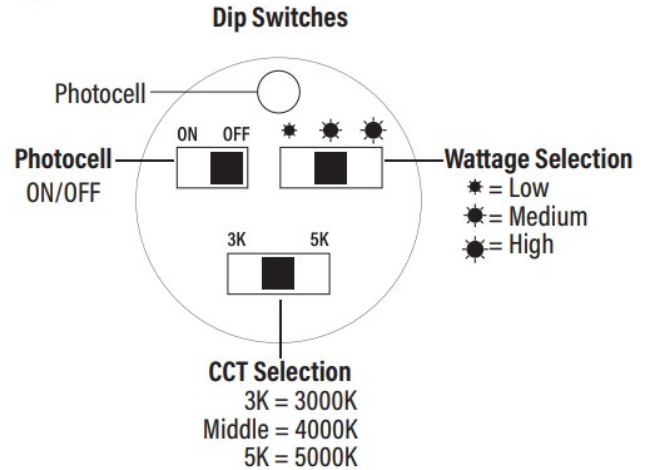 Dip Switches
Photocell
ON OFF
Photocell
ON/OFF
Wattage Selection
= Low
= Medium
= High
3K 5K
CCT Selection
3K = 3000K
Middle = 4000K
5K = 5000K